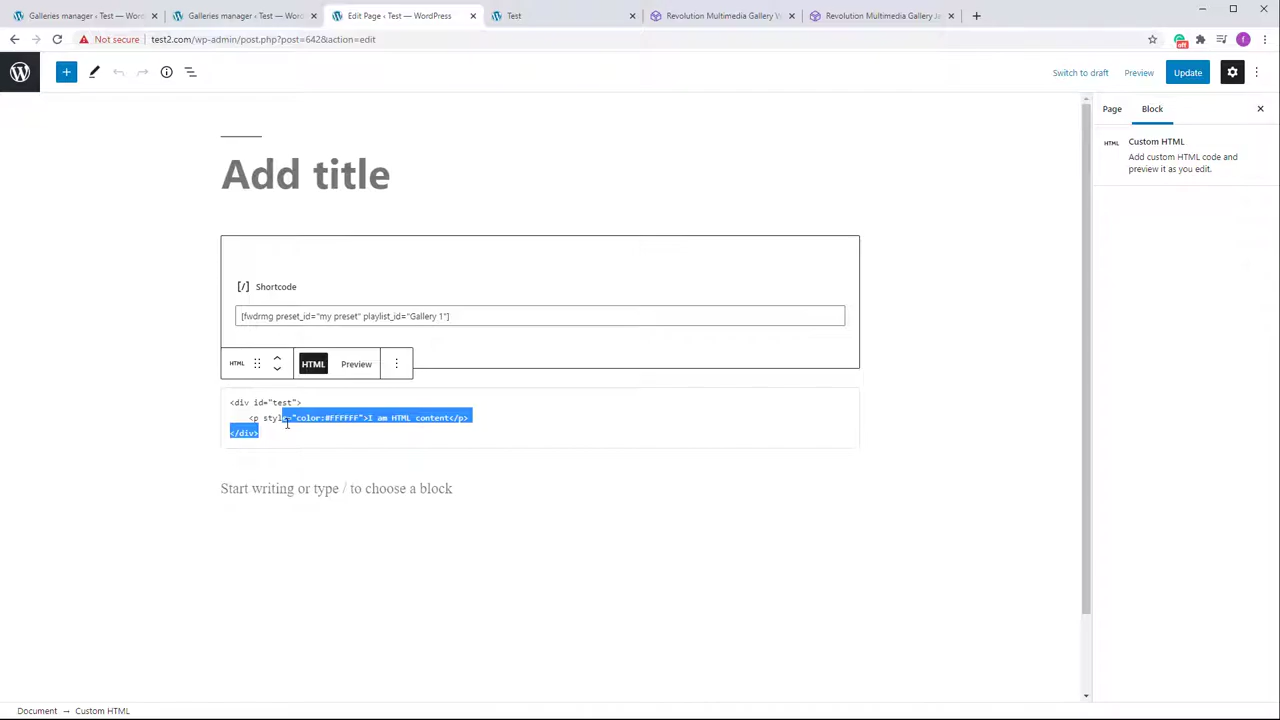 Galleries manager ‹ Test — Word
Galleries manager ‹ Test — Word
Edit Page ‹ Test — WordPress
Test
Revolution Multimedia Gallery
Revolution Multimedia Gallery
Not secure
test2.com/wp-admin/post.php?post=642&action=edit
off
f
Switch to draft
Preview
Update
Page
Block
HTML
Custom HTML
Add custom HTML code and
preview it as you edit.
Add title
[/] Shortcode
[fwdrmg preset_id="my preset" playlist_id="Gallery 1"]
HTML
HTML
Preview
<div id="test">
<p style="color:#FFFFFF">I am HTML content</p>
</div>
Start writing or type / to choose a block
Document → Custom HTML